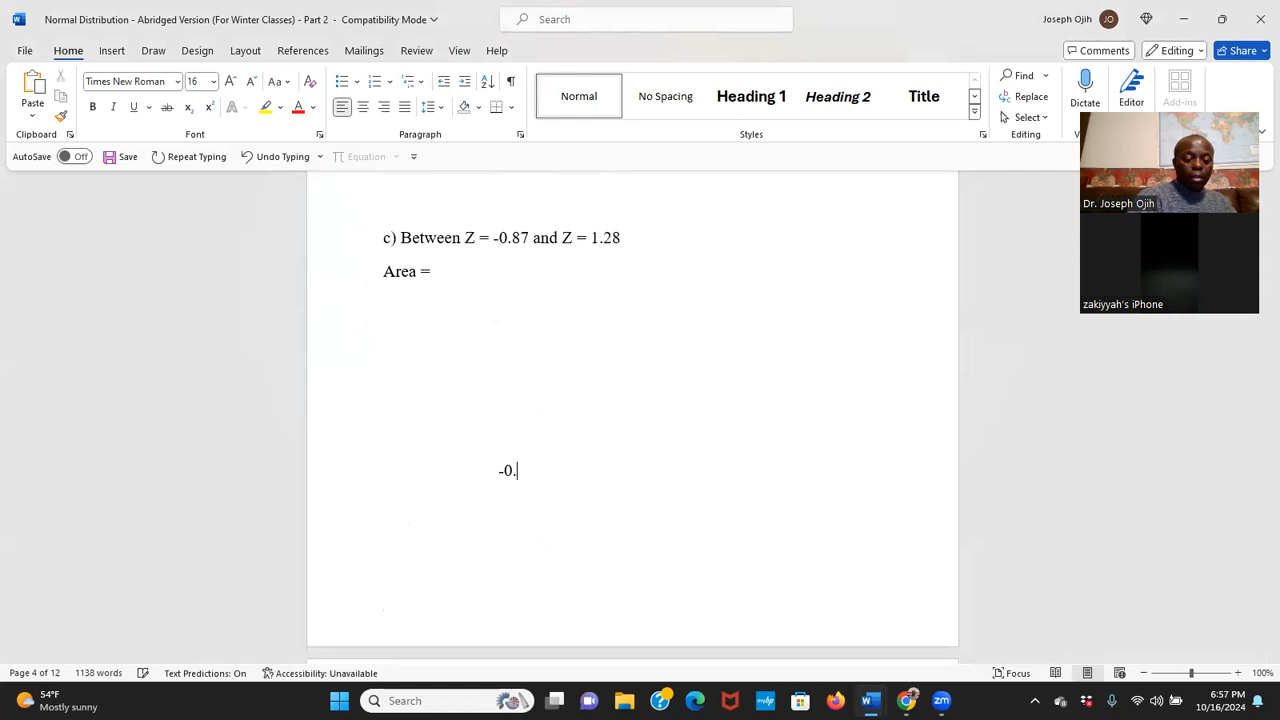 Normal Distribution - Abridged Version (For Winter Classes) - Part 2 - Compatibility Mode
Search
Joseph Ojih
JO
File Home Insert Draw Design Layout References Mailings Review View Help
Comments
Editing
Share
Paste
Times New Roman
16
Aa
Normal
No Spacing
Heading 1
Heading 2
Title
Find
Replace
Select
Dictate
Editor
Add-ins
Clipboard
Font
Paragraph
Styles
Editing
AutoSave Off Save Repeat Typing Undo Typing Equation
Dr. Joseph Ojih
zakiyyah's iPhone
c) Between Z = -0.87 and Z = 1.28
Area =
-0.
Page 4 of 12 1138 words Text Predictions: On. Accessibility: Unavailable
Focus
100%
54°F
Mostly sunny
Search
6:57 PM
10/16/2024